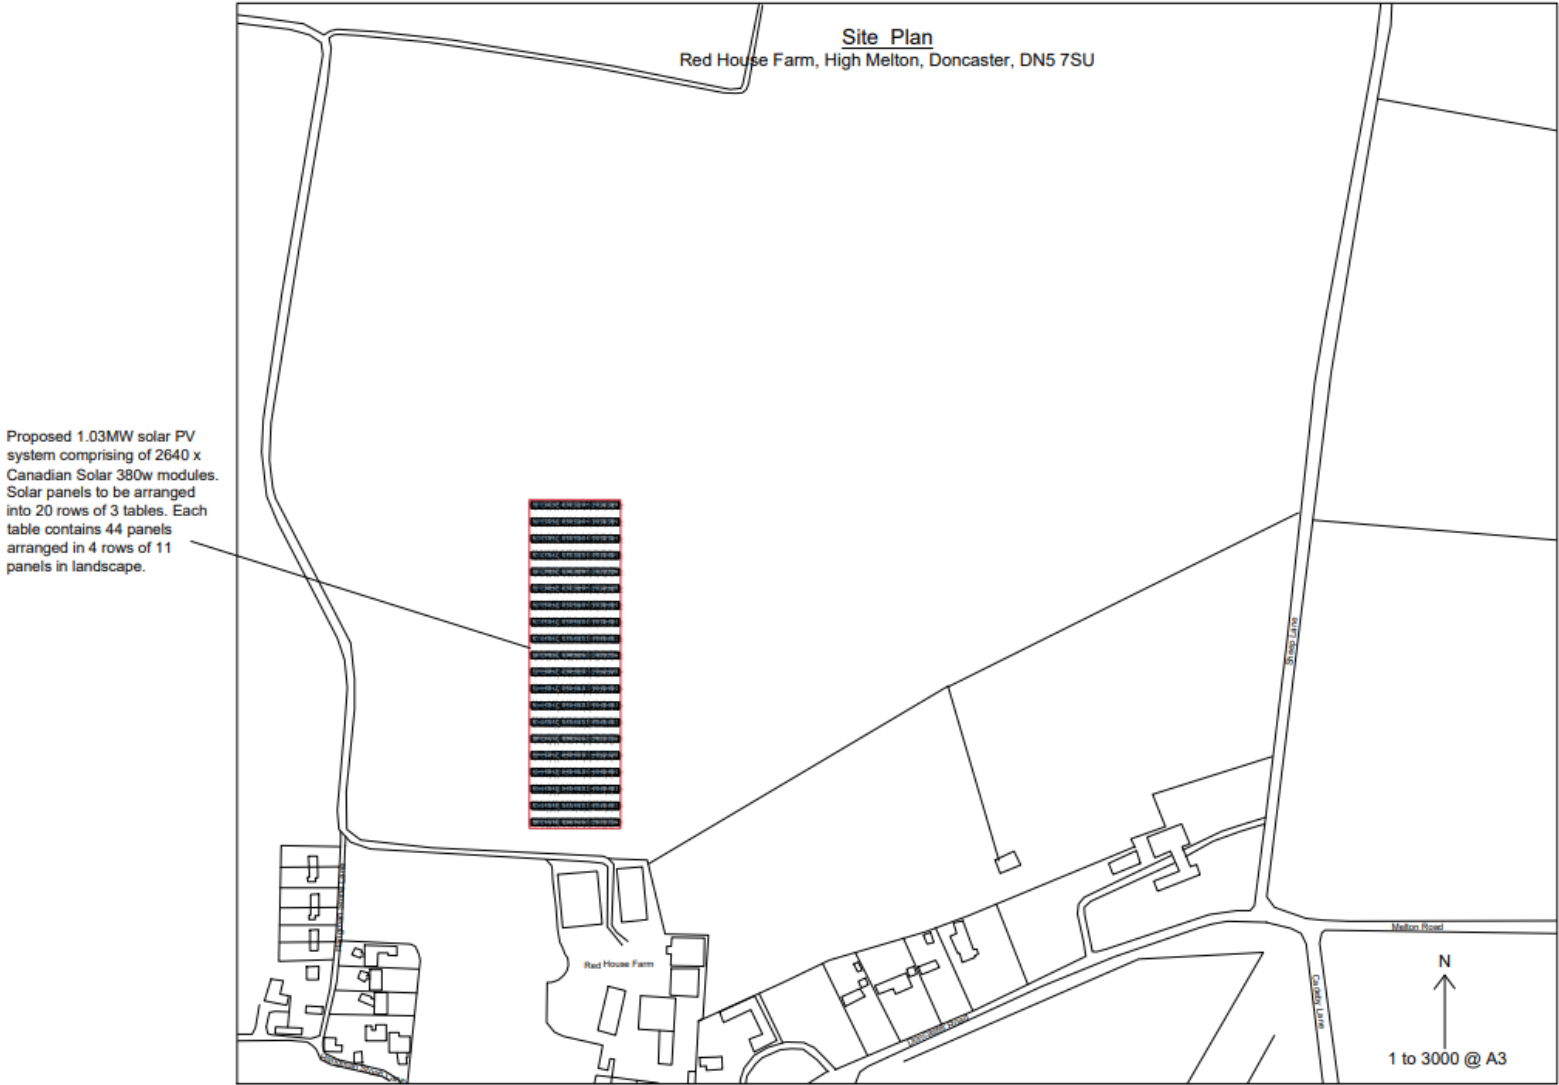 Site Plan
Red House Farm, High Melton, Doncaster, DN5 7SU
Proposed 1.03MW solar PV
system comprising of 2640 x
Canadian Solar 380w modules.
Solar panels to be arranged
into 20 rows of 3 tables. Each
table contains 44 panels
arranged in 4 rows of 11
panels in landscape.
Sheep Lane
Melton Road
Red House Farm
Cadeby Lane
Doncaster Road
N
1 to 3000 @ A3